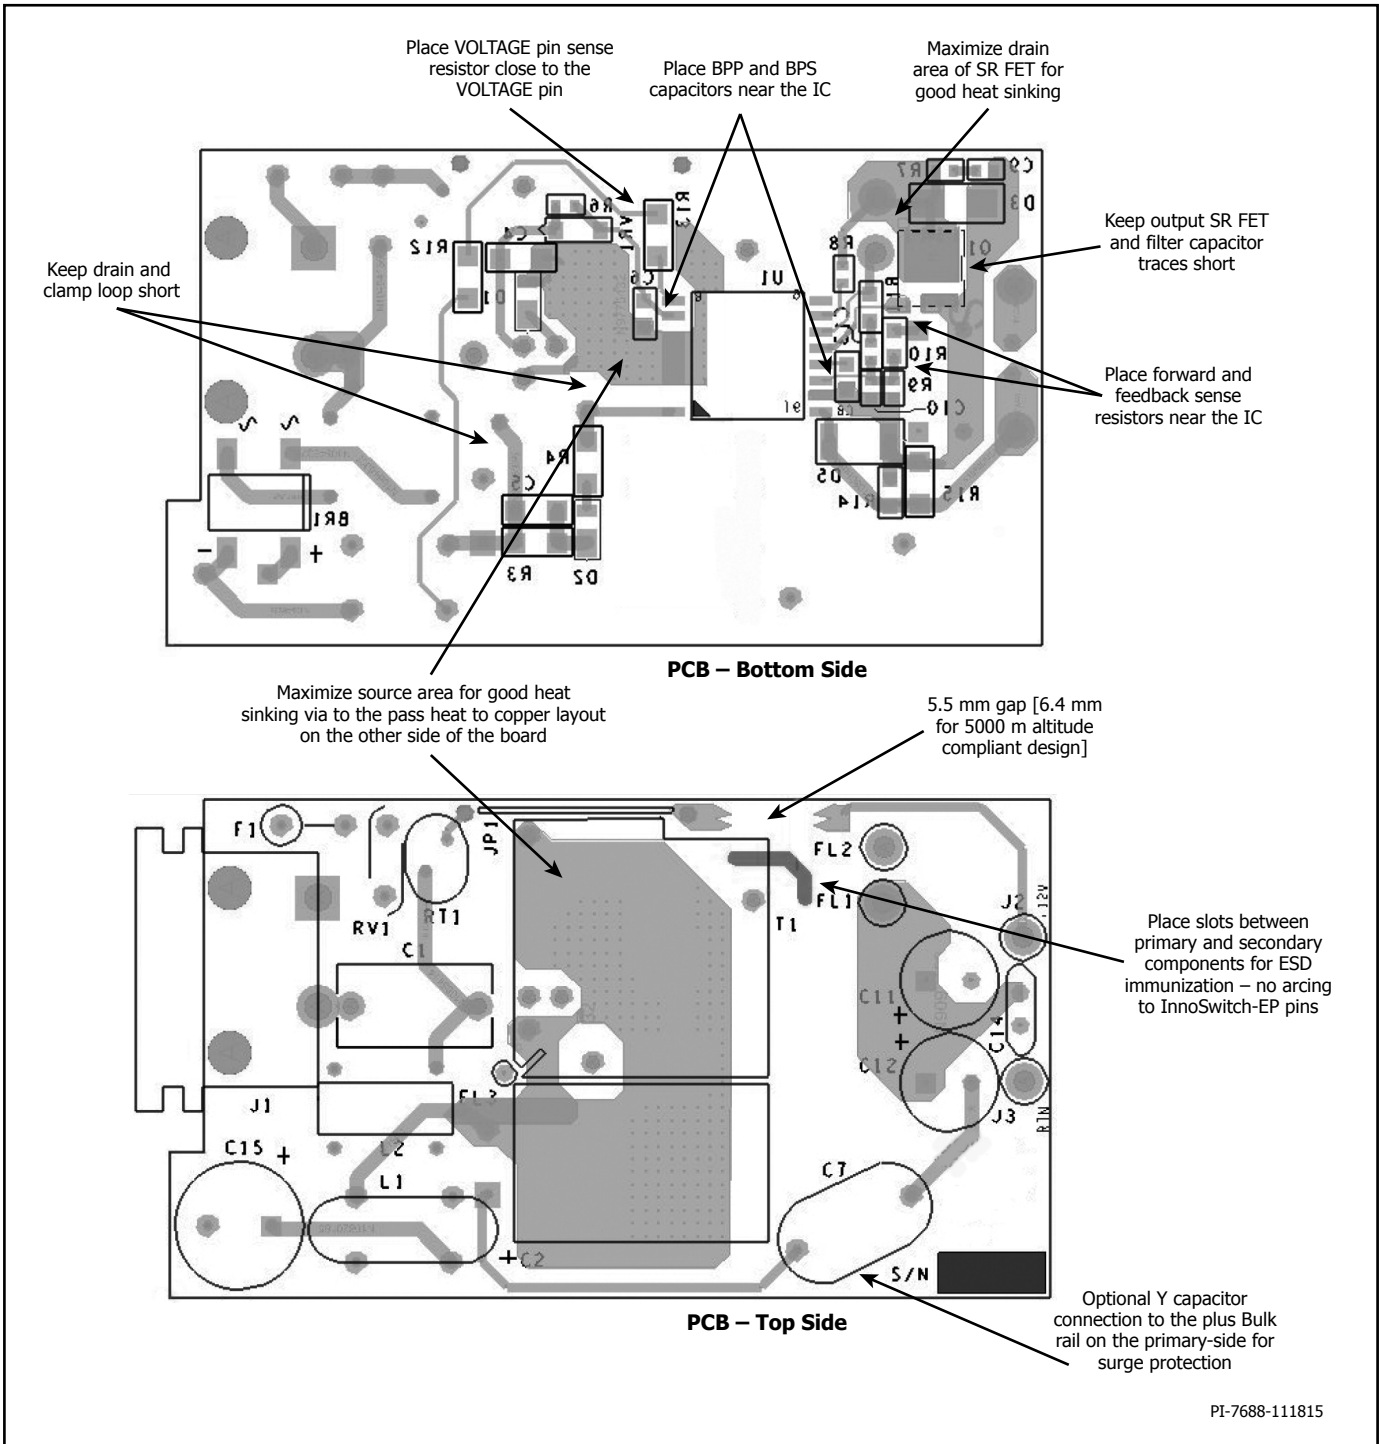 Place VOLTAGE pin sense
resistor close to the
VOLTAGE pin
Place BPP and BPS
capacitors near the IC
Maximize drain
area of SR FET for
good heat sinking
Keep output SR FET
and filter capacitor
traces short
Keep drain and
clamp loop short
Place forward and
feedback sense
resistors near the IC
R7
C9
D3
Q1
R6
VR1
R13
R12
C4
D1
C6
U1
R8
R10
R9
C10
R4
C5
D5
R14
R15
BR1
-
+
R3
D2
PCB – Bottom Side
Maximize source area for good heat
sinking via to the pass heat to copper layout
on the other side of the board
5.5 mm gap [6.4 mm
for 5000 m altitude
compliant design]
F1
JP1
RV1
RT1
C1
T1
FL2
FL1
J2
+12V
C11
+
+
C12
C14
J3
RTN
Place slots between
primary and secondary
components for ESD
immunization – no arcing
to InnoSwitch-EP pins
J1
FL3
C15
+
L2
L1
+
C2
C7
S/N
PCB – Top Side
Optional Y capacitor
connection to the plus Bulk
rail on the primary-side for
surge protection
PI-7688-111815